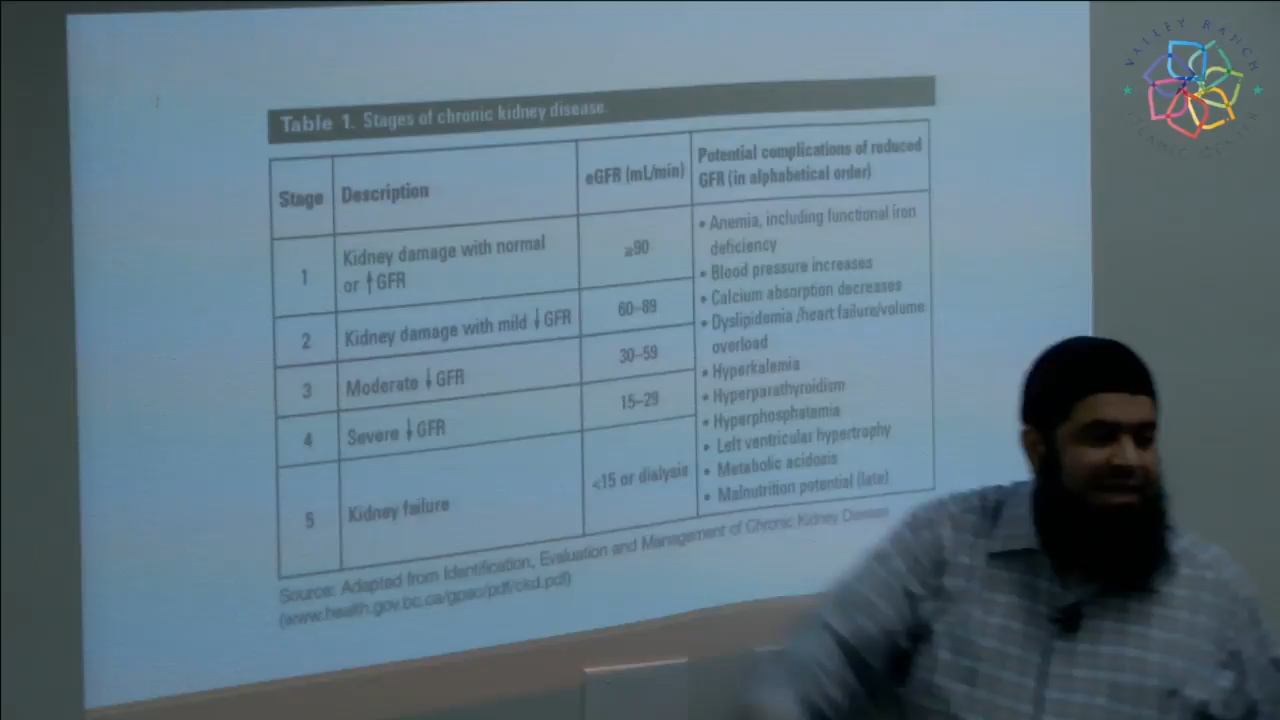 VALLEY RANCH
ISLAMIC CENTER
Table 1. Stages of chronic kidney disease
Stage
Description
eGFR (mL/min)
Potential complications of reduced
GFR (in alphabetical order)
1
Kidney damage with normal
or ↑ GFR
≥90
2
Kidney damage with mild ↓ GFR
60–89
3
Moderate ↓ GFR
30–59
4
Severe ↓ GFR
15–29
5
Kidney failure
<15 or dialysis
• Anemia, including functional iron
deficiency
• Blood pressure increases
• Calcium absorption decreases
• Dyslipidemia /heart failure/volume
overload
• Hyperkalemia
• Hyperparathyroidism
• Hyperphosphatemia
• Left ventricular hypertrophy
• Metabolic acidosis
• Malnutrition potential (late)
Source: Adapted from Identification, Evaluation and Management of Chronic Kidney Disease
(www.health.gov.bc.ca/gpac/pdf/ckd.pdf)